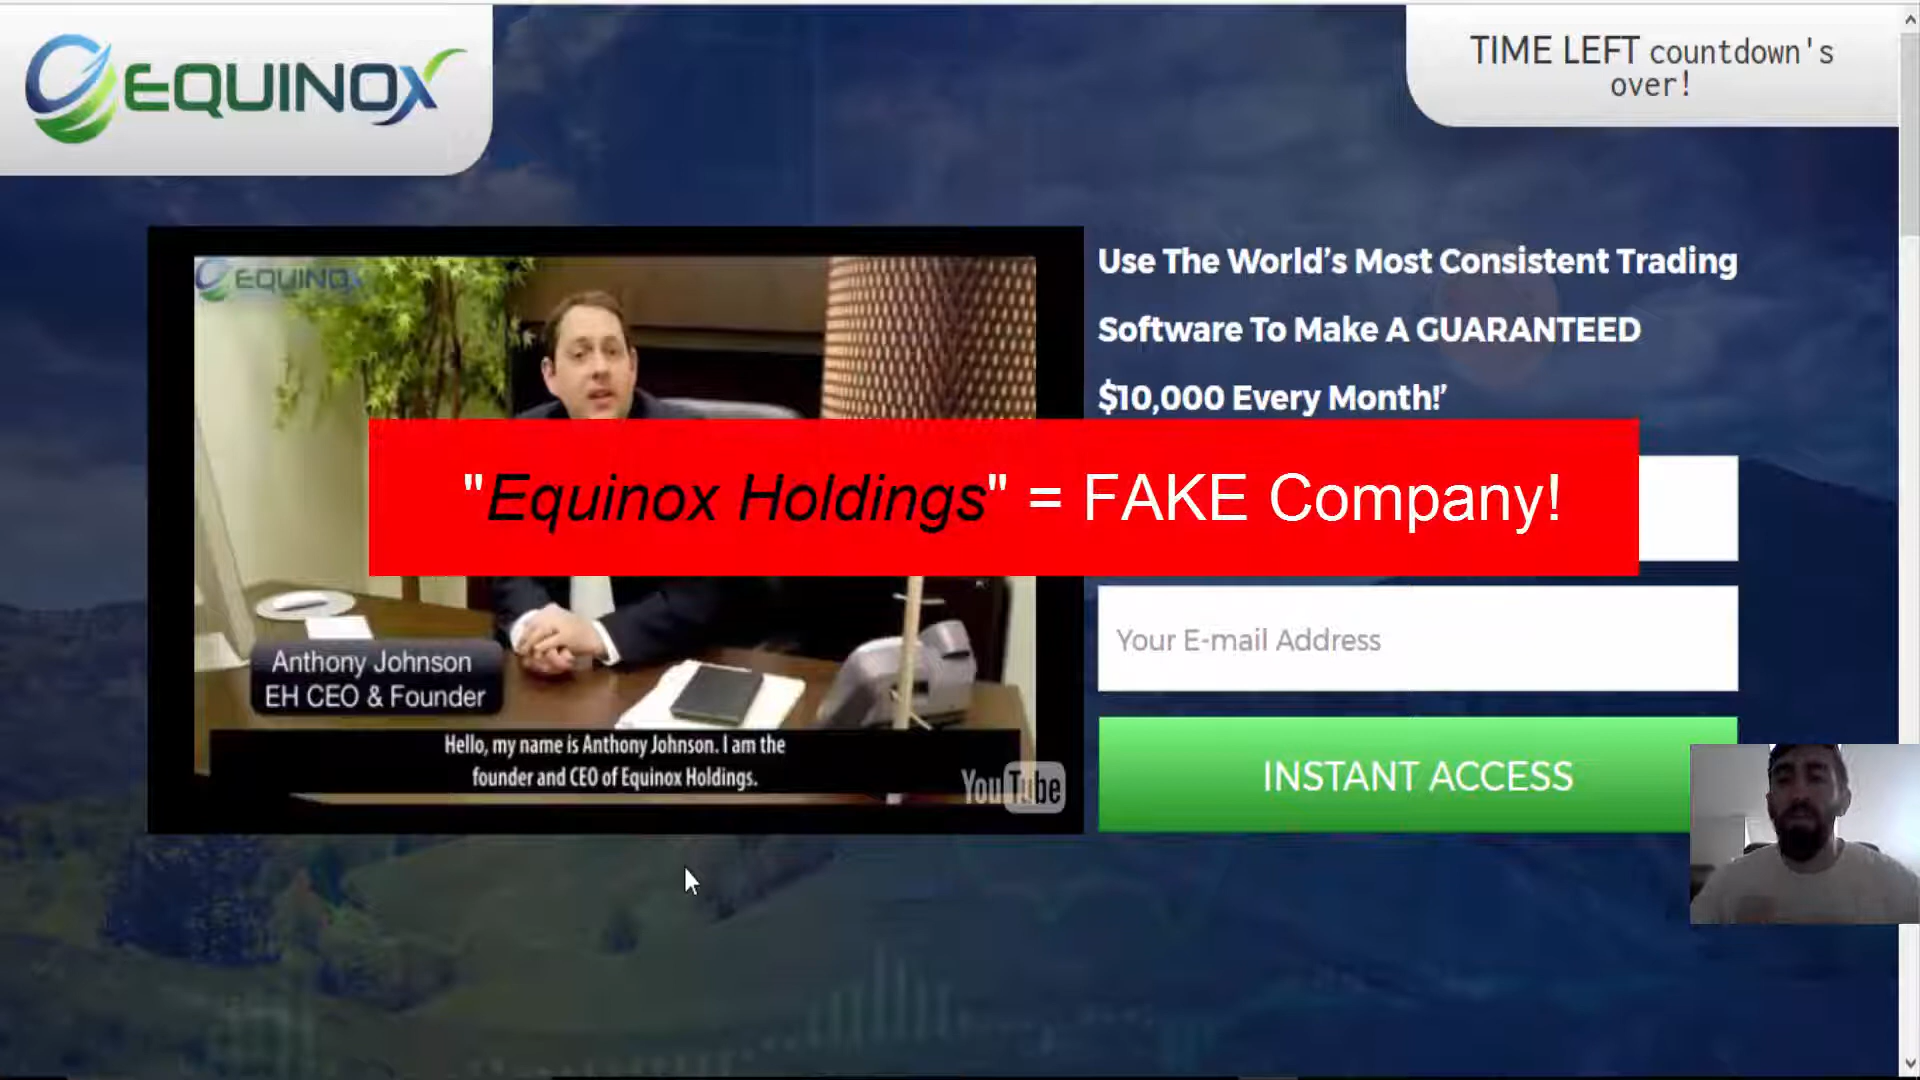 EQUINOX
TIME LEFT countdown's
over!
EQUINOX
Use The World's Most Consistent Trading
Software To Make A GUARANTEED
$10,000 Every Month!'
"Equinox Holdings" = FAKE Company!
Your E-mail Address
Anthony Johnson
EH CEO & Founder
Hello, my name is Anthony Johnson. I am the
founder and CEO of Equinox Holdings.
YouTube
INSTANT ACCESS